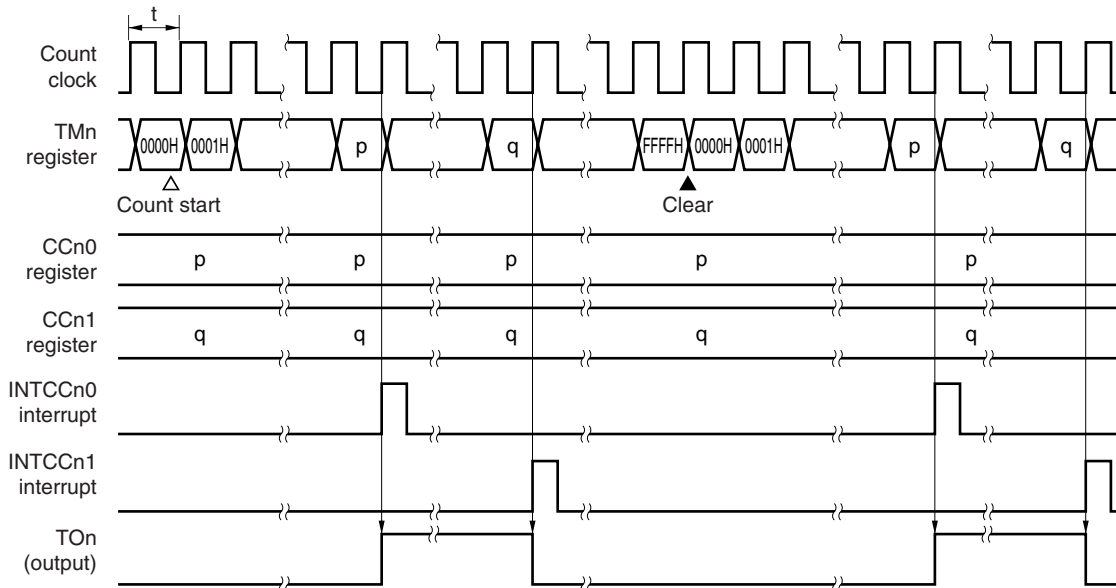 t
Count
clock
TMn
register
0000H 0001H p q FFFFH 0000H 0001H p q
Count start Clear
CCn0
register
p p p p p
CCn1
register
q q q q q
INTCCn0
interrupt
INTCCn1
interrupt
TOn
(output)